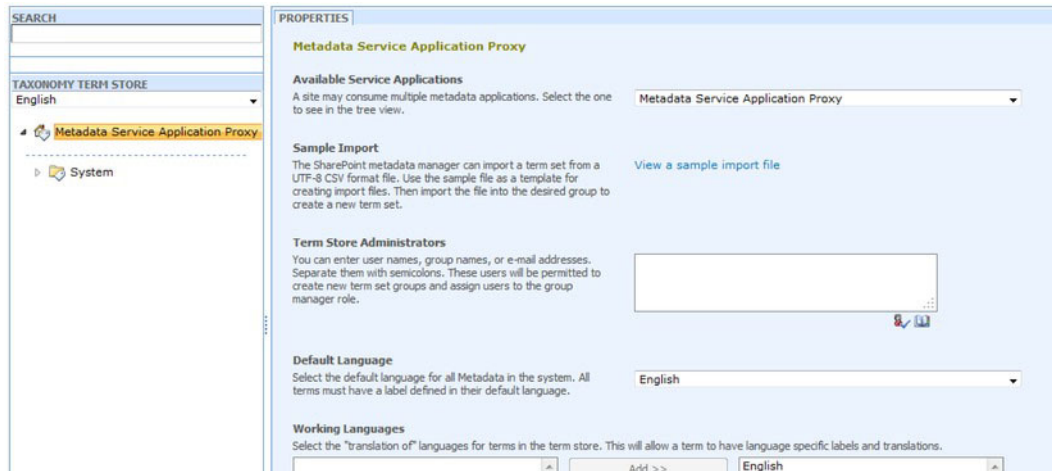 SEARCH
TAXONOMY TERM STORE
English
Metadata Service Application Proxy
System
PROPERTIES
Metadata Service Application Proxy
Available Service Applications
A site may consume multiple metadata applications. Select the one
to see in the tree view.
Metadata Service Application Proxy
Sample Import
The SharePoint metadata manager can import a term set from a
UTF-8 CSV format file. Use the sample file as a template for
creating import files. Then import the file into the desired group to
create a new term set.
View a sample import file
Term Store Administrators
You can enter user names, group names, or e-mail addresses.
Separate them with semicolons. These users will be permitted to
create new term set groups and assign users to the group
manager role.
Default Language
Select the default language for all Metadata in the system. All
terms must have a label defined in their default language.
English
Working Languages
Select the "translation of" languages for terms in the term store. This will allow a term to have language specific labels and translations.
Add >>
English